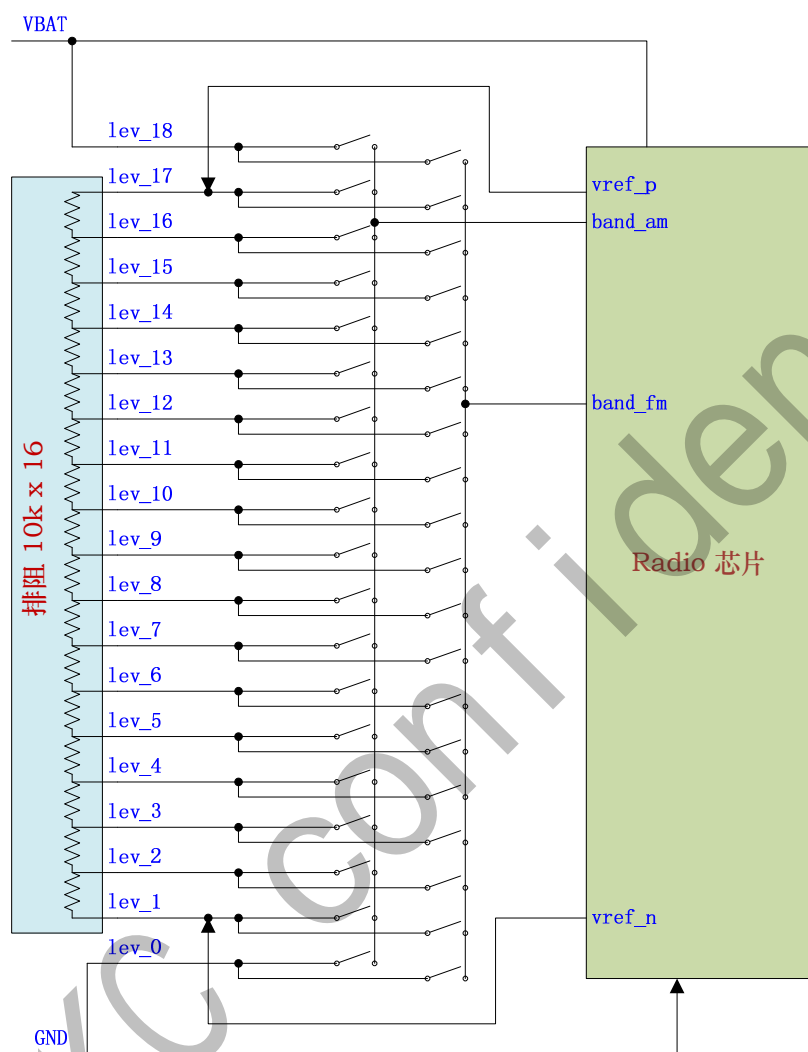 VBAT
lev_18
lev_17
vref_p
lev_16
band_am
lev_15
lev_14
lev_13
lev_12
band_fm
lev_11
lev_10
lev_9
排阻 10k x 16
Radio 芯片
lev_8
lev_7
lev_6
lev_5
lev_4
lev_3
lev_2
lev_1
vref_n
lev_0
GND